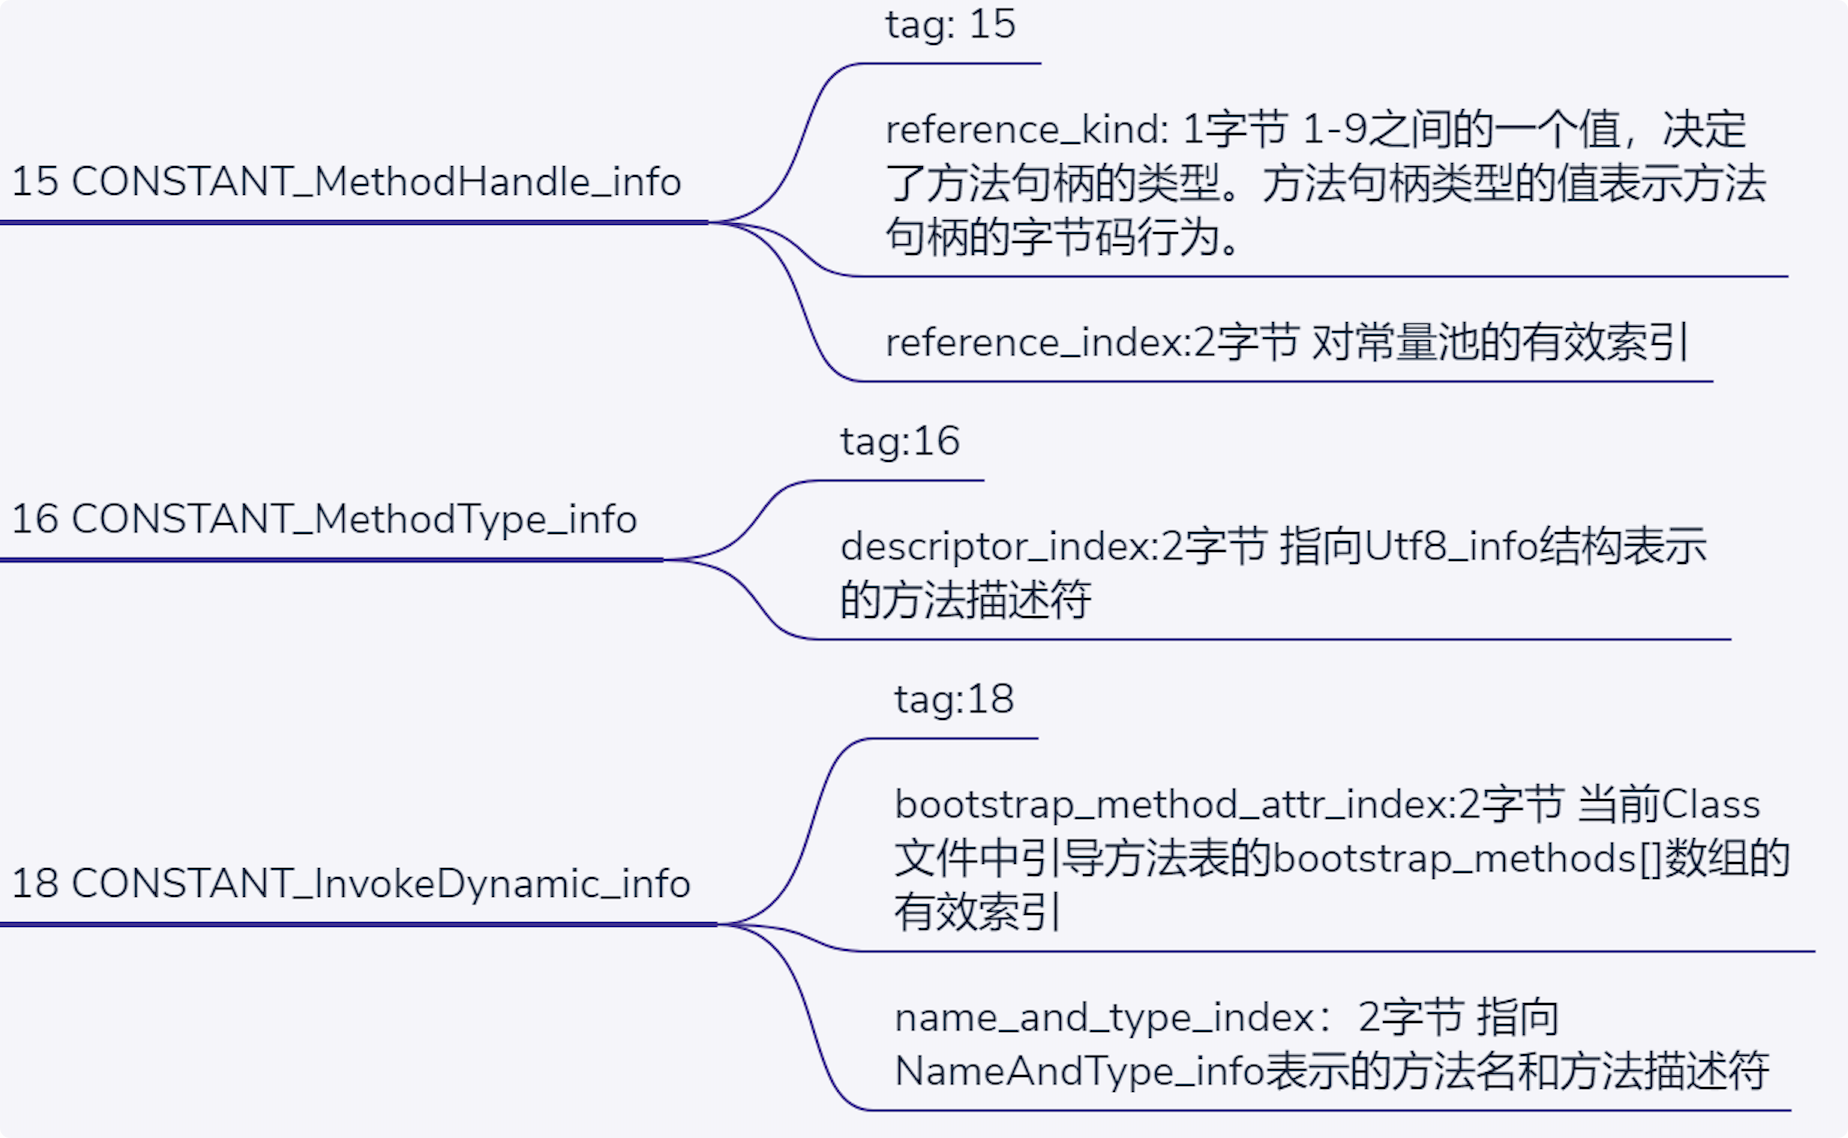 15 CONSTANT_MethodHandle_info
tag: 15
reference_kind: 1字节 1-9之间的一个值，决定
了方法句柄的类型。方法句柄类型的值表示方法
句柄的字节码行为。
reference_index:2字节 对常量池的有效索引
16 CONSTANT_MethodType_info
tag:16
descriptor_index:2字节 指向Utf8_info结构表示
的方法描述符
18 CONSTANT_InvokeDynamic_info
tag:18
bootstrap_method_attr_index:2字节 当前Class
文件中引导方法表的bootstrap_methods[]数组的
有效索引
name_and_type_index：2字节 指向
NameAndType_info表示的方法名和方法描述符